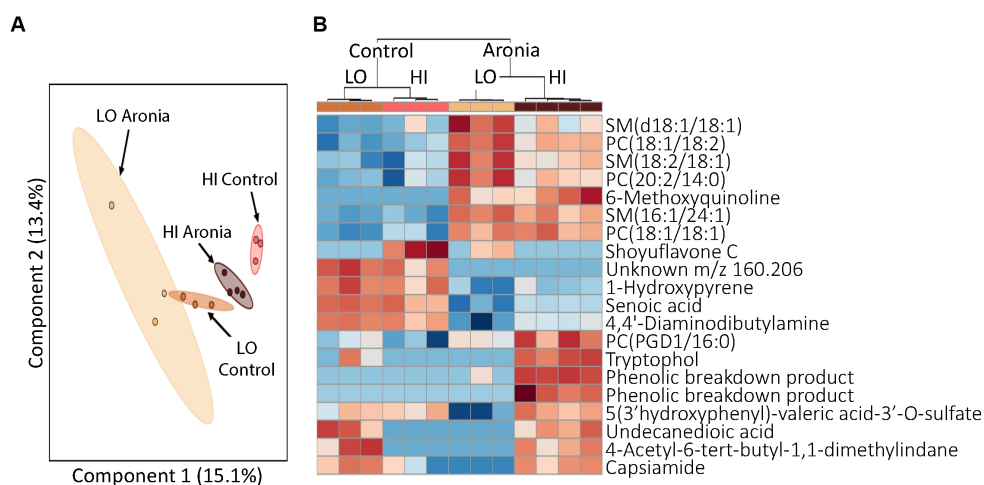 A
B
Control
Aronia
LO
HI
LO
HI
LO Aronia
HI Control
HI Aronia
LO
Control
Component 2 (13.4%)
Component 1 (15.1%)
SM(d18:1/18:1)
PC(18:1/18:2)
SM(18:2/18:1)
PC(20:2/14:0)
6-Methoxyquinoline
SM(16:1/24:1)
PC(18:1/18:1)
Shoyuflavone C
Unknown m/z 160.206
1-Hydroxypyrene
Senoic acid
4,4'-Diaminodibutylamine
PC(PGD1/16:0)
Tryptophol
Phenolic breakdown product
Phenolic breakdown product
5(3’hydroxyphenyl)-valeric acid-3’-O-sulfate
Undecanedioic acid
4-Acetyl-6-tert-butyl-1,1-dimethylindane
Capsiamide